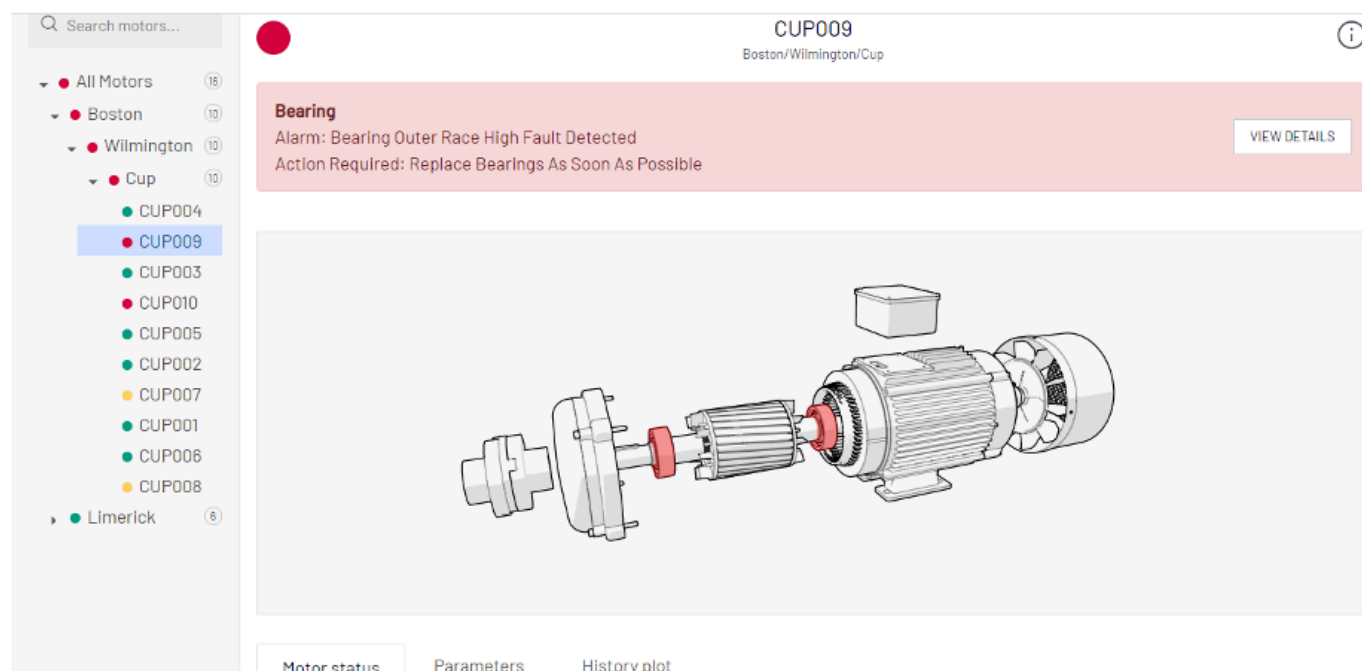 Search motors...
All Motors 16
Boston 10
Wilmington 10
Cup 10
CUP004
CUP009
CUP003
CUP010
CUP005
CUP002
CUP007
CUP001
CUP006
CUP008
Limerick 6
CUP009
Boston/Wilmington/Cup
Bearing
Alarm: Bearing Outer Race High Fault Detected
Action Required: Replace Bearings As Soon As Possible
VIEW DETAILS
Motor status Parameters History plot